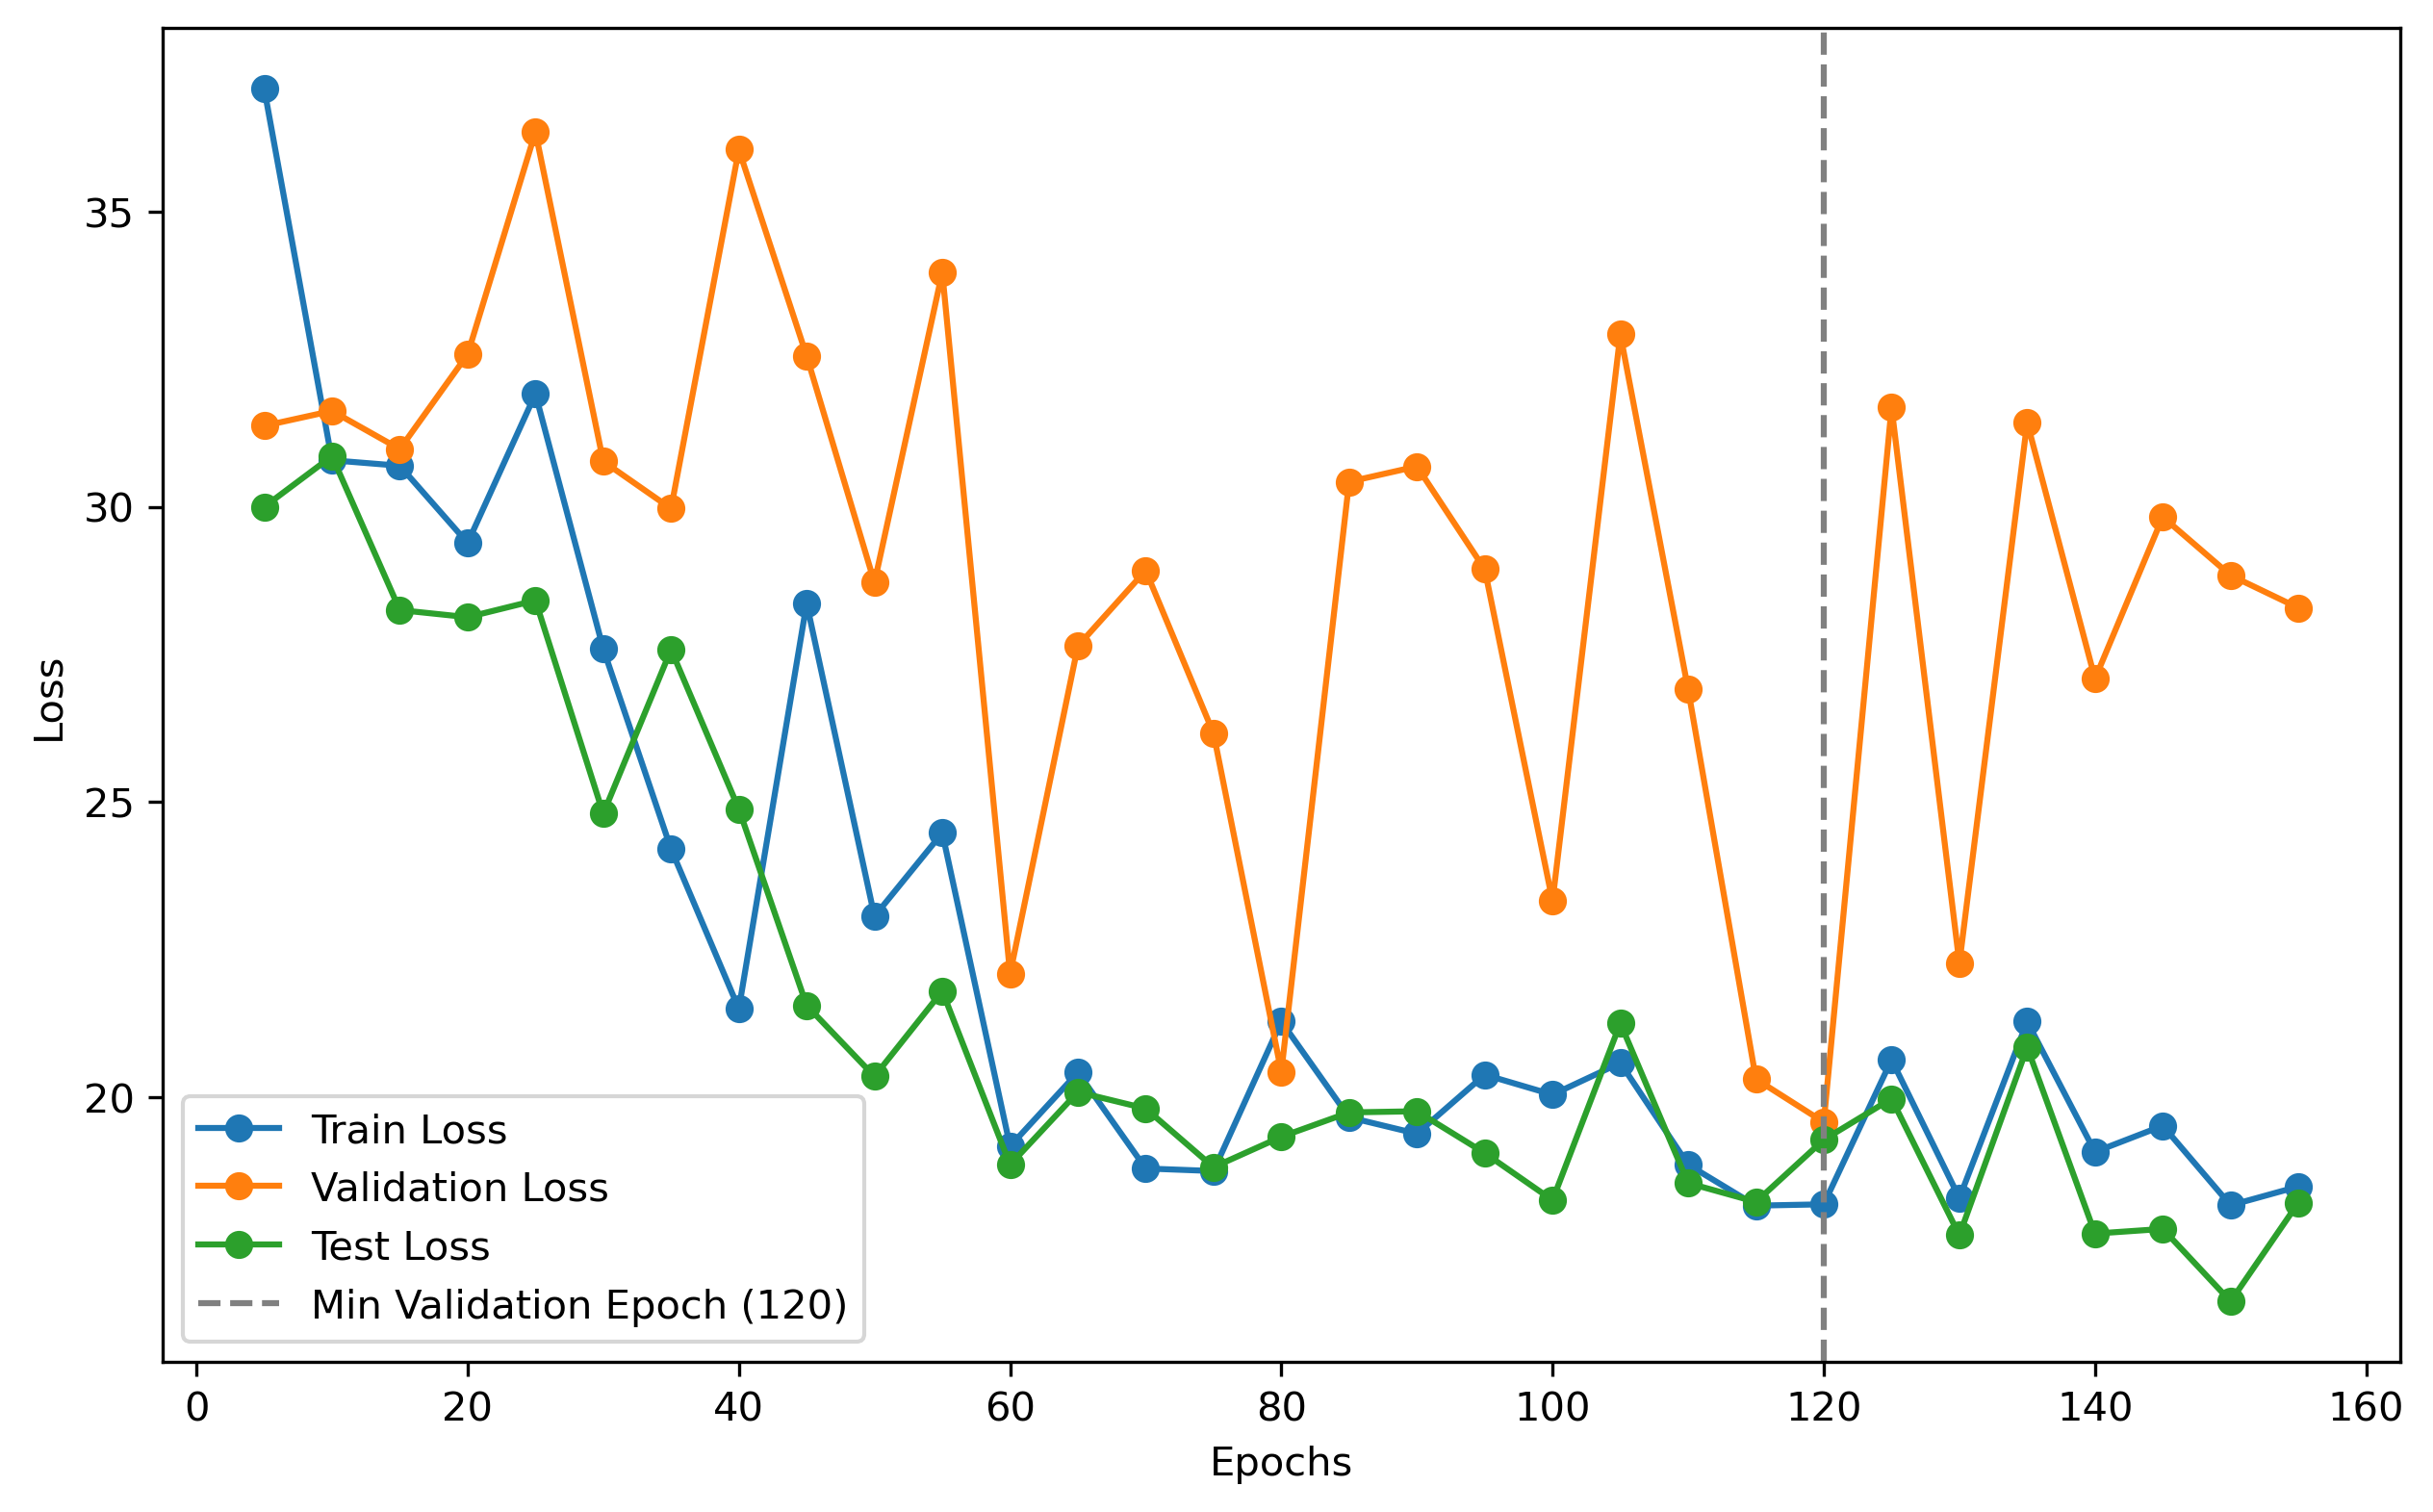 35
30
25
20
Loss
Train Loss
Validation Loss
Test Loss
Min Validation Epoch (120)
0 20 40 60 80 100 120 140 160
Epochs